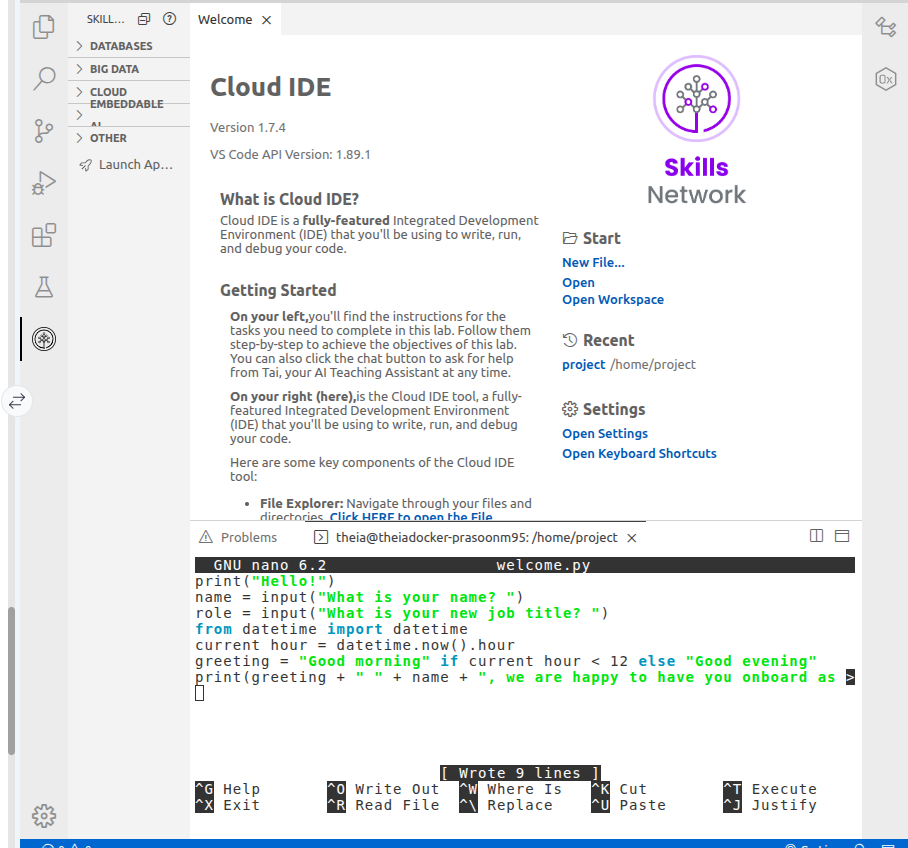 SKILL...
DATABASES
BIG DATA
CLOUD
EMBEDDABLE
OTHER
Launch Ap...
Welcome
Cloud IDE
Version 1.7.4
VS Code API Version: 1.89.1
What is Cloud IDE?
Cloud IDE is a fully-featured Integrated Development
Environment (IDE) that you'll be using to write, run,
and debug your code.
Getting Started
On your left,you'll find the instructions for the
tasks you need to complete in this lab. Follow them
step-by-step to achieve the objectives of this lab.
You can also click the chat button to ask for help
from Tai, your AI Teaching Assistant at any time.
On your right (here),is the Cloud IDE tool, a fully-
featured Integrated Development Environment
(IDE) that you'll be using to write, run, and debug
your code.
Here are some key components of the Cloud IDE
tool:
• File Explorer: Navigate through your files and
directories. Click HERE to open the File
Skills
Network
Start
New File...
Open
Open Workspace
Recent
project /home/project
Settings
Open Settings
Open Keyboard Shortcuts
0x
Problems
theia@theiadocker-prasoonm95: /home/project
GNU nano 6.2 welcome.py
print("Hello!")
name = input("What is your name? ")
role = input("What is your new job title? ")
from datetime import datetime
current hour = datetime.now().hour
greeting = "Good morning" if current hour < 12 else "Good evening"
print(greeting + " " + name + ", we are happy to have you onboard as >
[ Wrote 9 lines ]
^G Help ^O Write Out ^W Where Is ^K Cut ^T Execute
^X Exit ^R Read File ^\ Replace ^U Paste ^J Justify